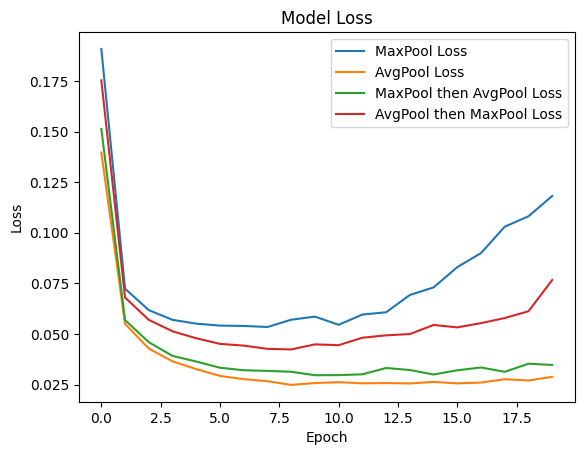 Model Loss
MaxPool Loss
AvgPool Loss
MaxPool then AvgPool Loss
AvgPool then MaxPool Loss
Loss
0.175
0.150
0.125
0.100
0.075
0.050
0.025
0.0 2.5 5.0 7.5 10.0 12.5 15.0 17.5
Epoch